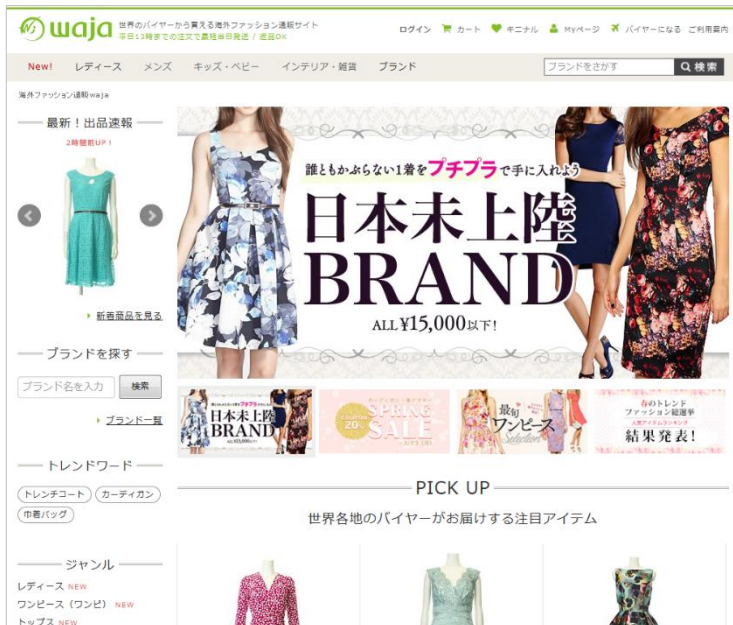 waja
世界のバイヤーから買える海外ファッション通販サイト
平日13時までの注文で最短当日発送 / 返品OK
ログイン カート キニナル Myページ バイヤーになる ご利用案内
New! レディース メンズ キッズ・ベビー インテリア・雑貨 ブランド
ブランドをさがす 検索
海外ファッション通販waja
最新！出品速報
2時間前UP！
新着商品を見る
ブランドを探す
ブランド名を入力 検索
ブランド一覧
トレンドワード
トレンチコート カーディガン
巾着バッグ
ジャンル
レディース NEW
ワンピース（ワンピ） NEW
トップス NEW
誰ともかぶらない1着をプチプラで手に入れよう
日本未上陸
BRAND
ALL ¥15,000以下!
日本未上陸
BRAND
SPRING
SALE
20%
最旬
ワンピース
Selection
春のトレンド
ファッション総選挙
人気アイテムランキング
結果発表!
PICK UP
世界各地のバイヤーがお届けする注目アイテム